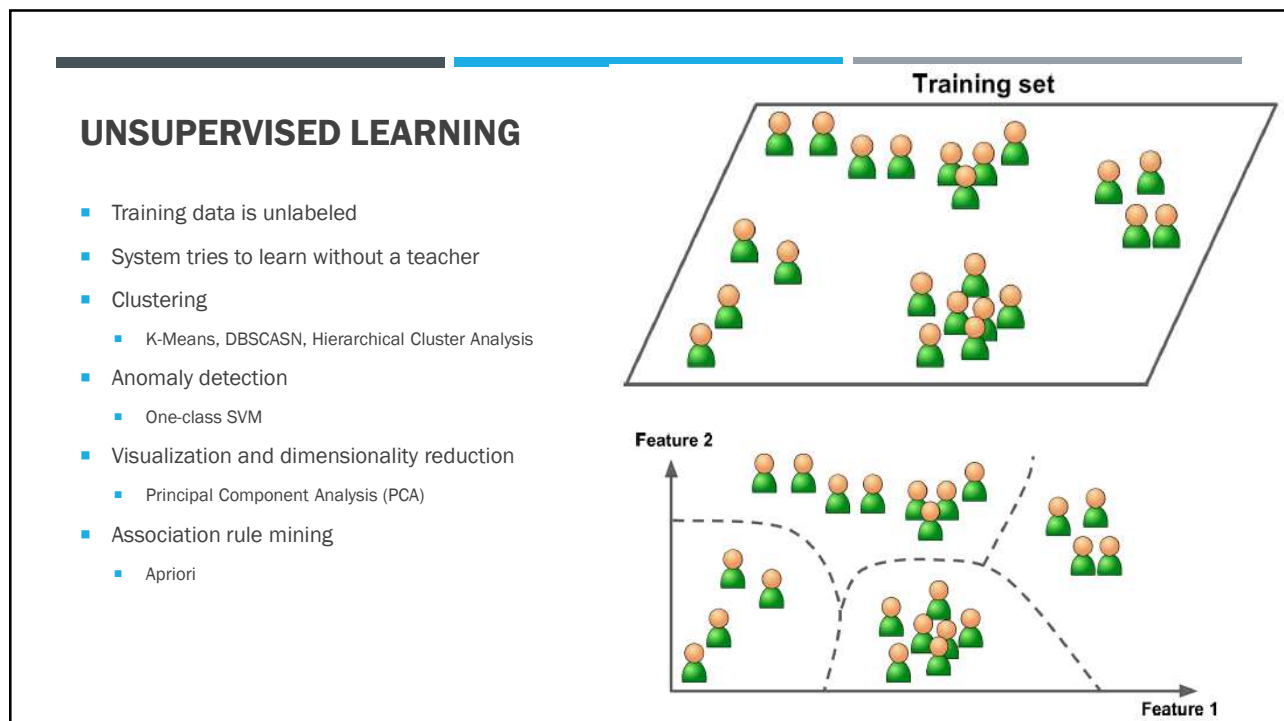 UNSUPERVISED LEARNING
Training data is unlabeled
System tries to learn without a teacher
Clustering
K-Means, DBSCASN, Hierarchical Cluster Analysis
Anomaly detection
One-class SVM
Visualization and dimensionality reduction
Principal Component Analysis (PCA)
Association rule mining
Apriori
Training set
Feature 2
Feature 1